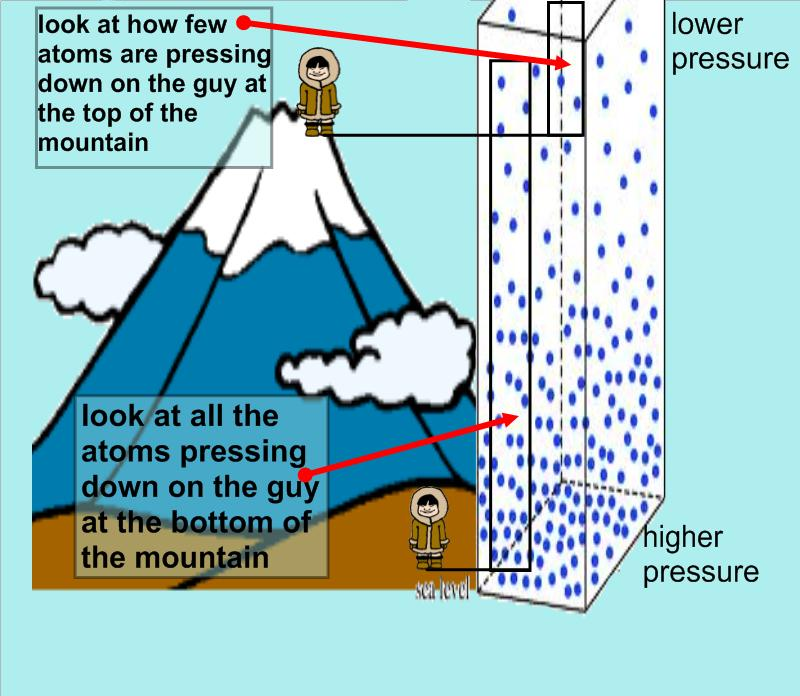 look at how few
atoms are pressing
down on the guy at
the top of the
mountain
lower
pressure
look at all the
atoms pressing
down on the guy
at the bottom of
the mountain
higher
pressure
sea level